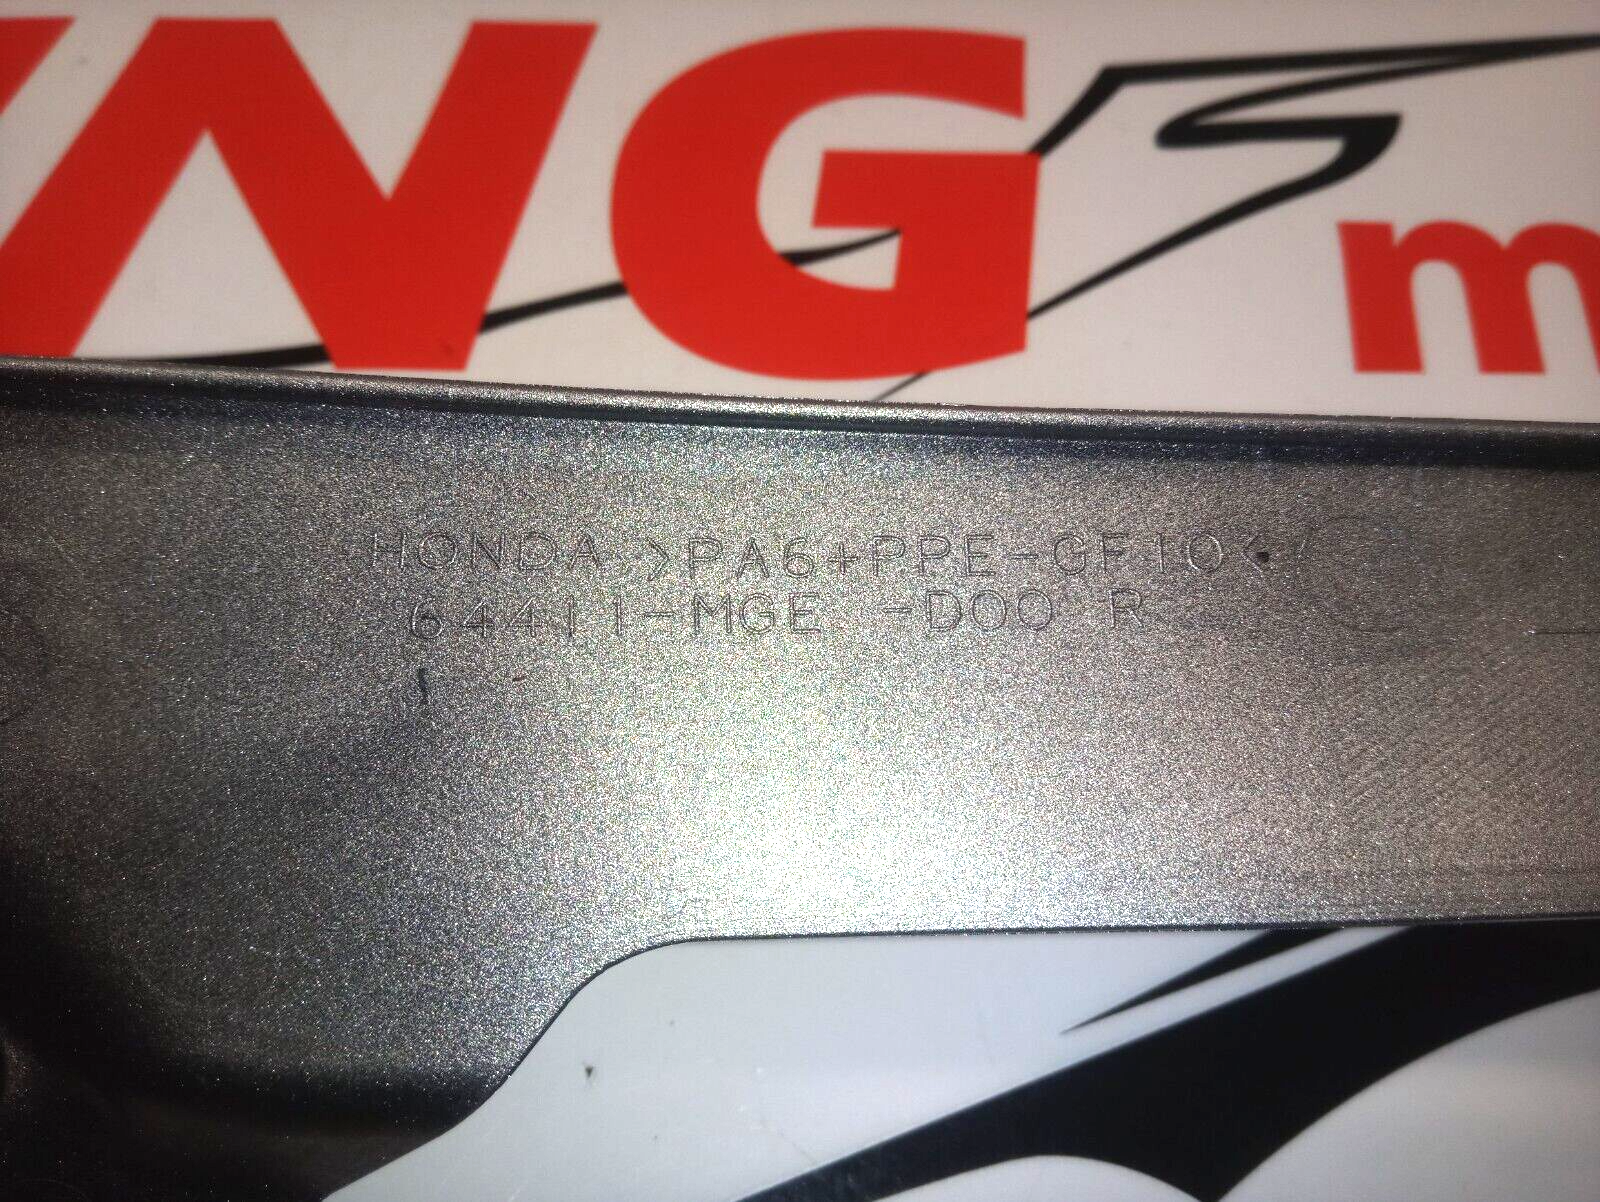 NG'S
m
HONDA >PA6+PPE-GF10<
64411-MGE -D00 R